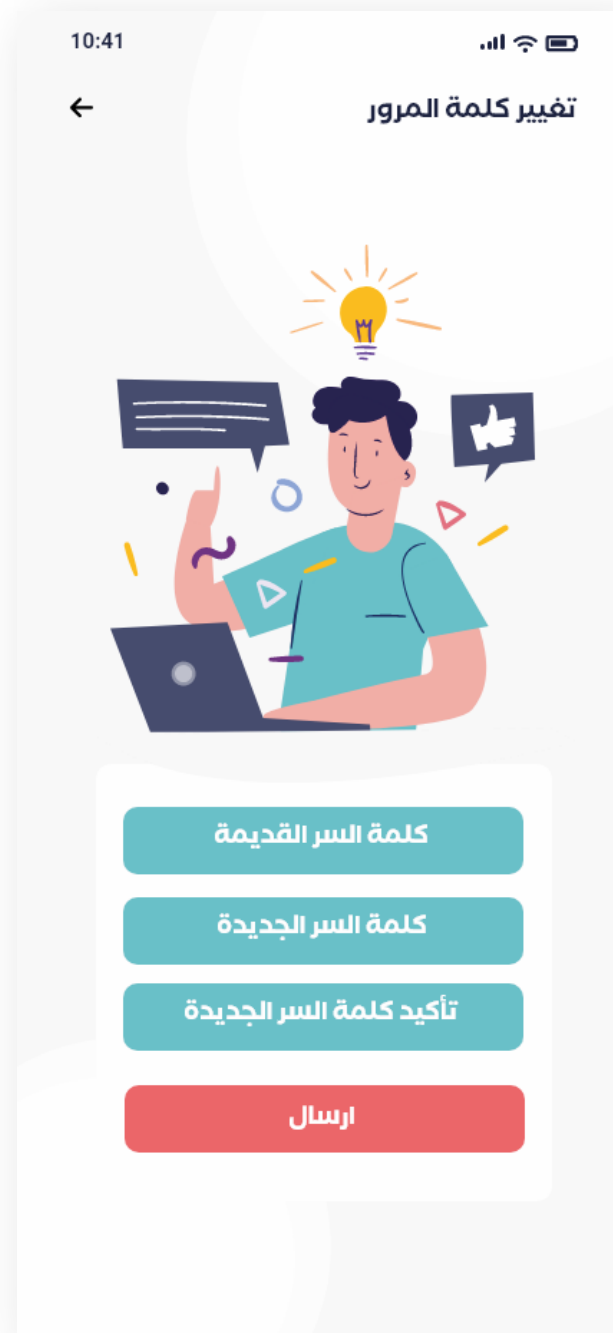 10:41
تغيير كلمة المرور
كلمة السر القديمة
كلمة السر الجديدة
تأكيد كلمة السر الجديدة
ارسال